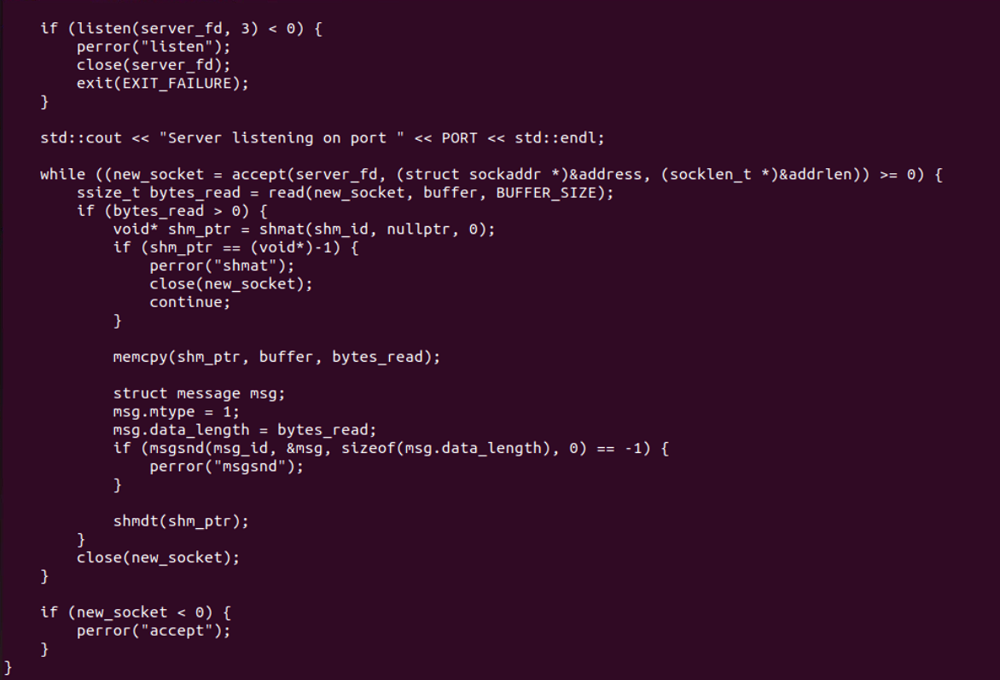 if (listen(server_fd, 3) < 0) {
        perror("listen");
        close(server_fd);
        exit(EXIT_FAILURE);
    }

    std::cout << "Server listening on port " << PORT << std::endl;

    while ((new_socket = accept(server_fd, (struct sockaddr *)&address, (socklen_t *)&addrlen)) >= 0) {
        ssize_t bytes_read = read(new_socket, buffer, BUFFER_SIZE);
        if (bytes_read > 0) {
            void* shm_ptr = shmat(shm_id, nullptr, 0);
            if (shm_ptr == (void*)-1) {
                perror("shmat");
                close(new_socket);
                continue;
            }

            memcpy(shm_ptr, buffer, bytes_read);

            struct message msg;
            msg.mtype = 1;
            msg.data_length = bytes_read;
            if (msgsnd(msg_id, &msg, sizeof(msg.data_length), 0) == -1) {
                perror("msgsnd");
            }

            shmdt(shm_ptr);
        }
        close(new_socket);
    }

    if (new_socket < 0) {
        perror("accept");
    }
}